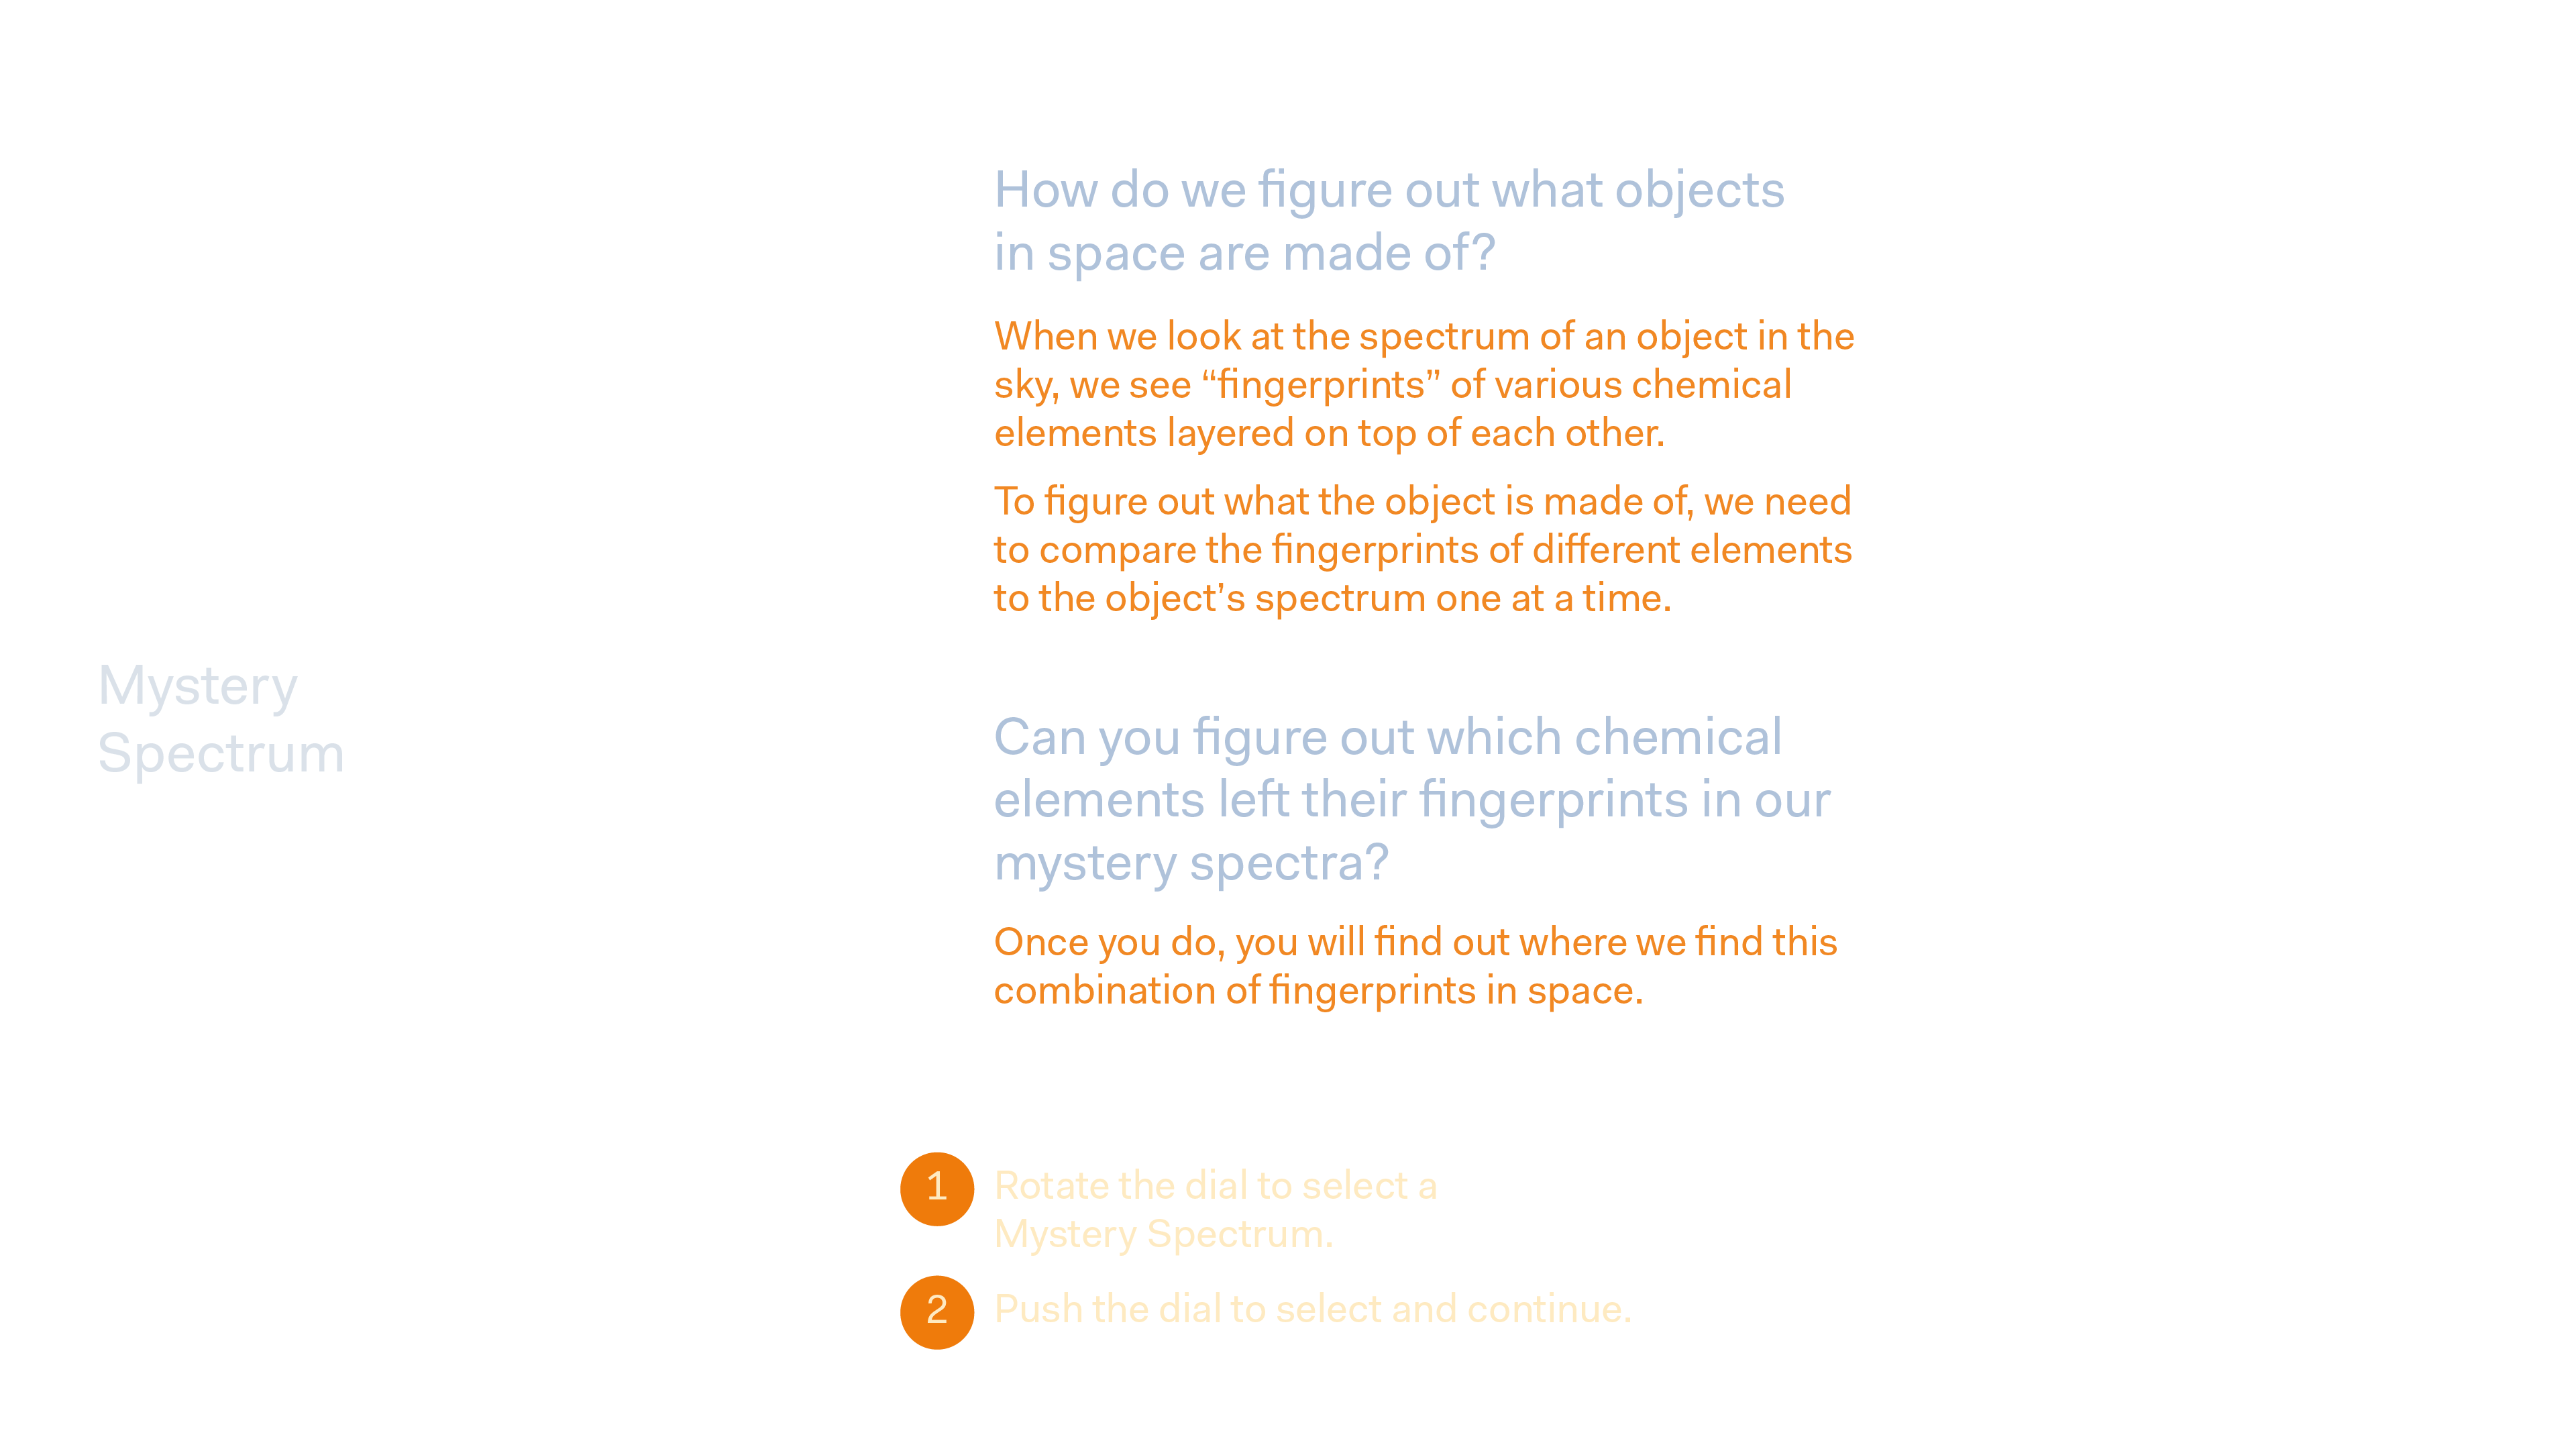 Mystery
Spectrum
How do we figure out what objects
in space are made of?
When we look at the spectrum of an object in the
sky, we see “fingerprints” of various chemical
elements layered on top of each other.
To figure out what the object is made of, we need
to compare the fingerprints of different elements
to the object’s spectrum one at a time.
Can you figure out which chemical
elements left their fingerprints in our
mystery spectra?
Once you do, you will find out where we find this
combination of fingerprints in space.
1 Rotate the dial to select a
Mystery Spectrum.
2 Push the dial to select and continue.